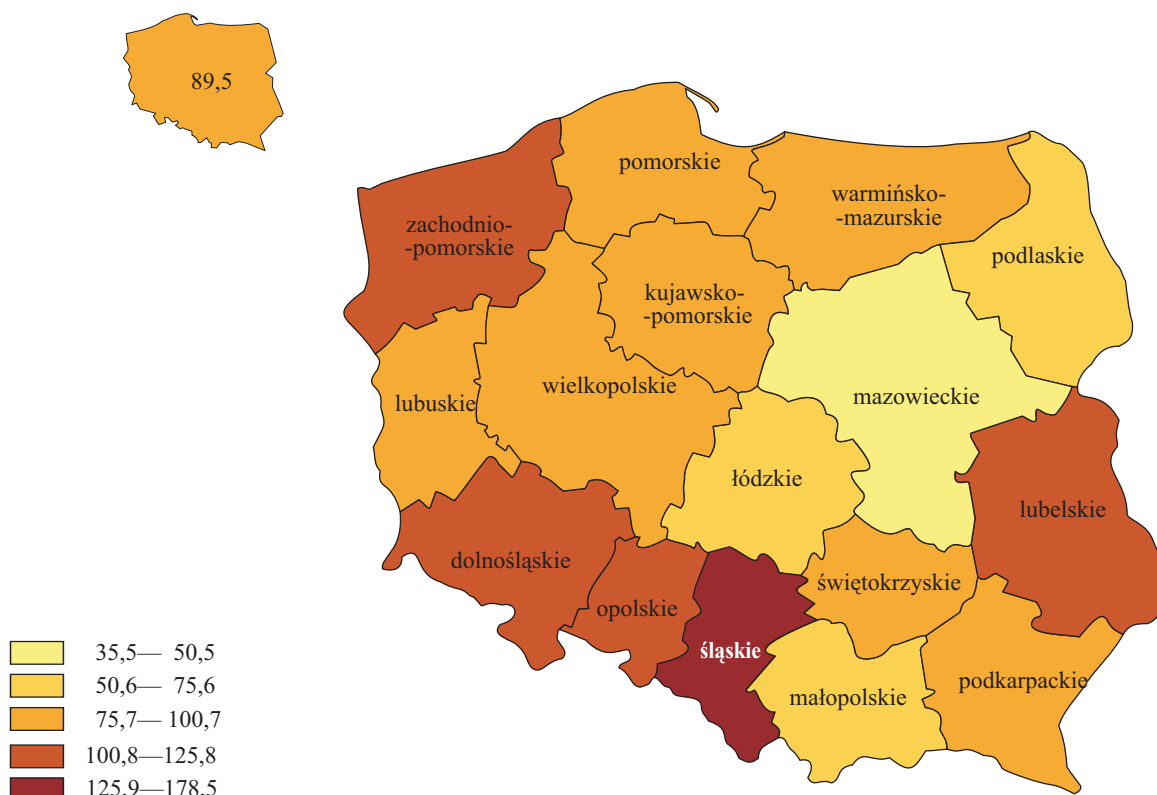 89,5
pomorskie
warmińsko-
-mazurskie
zachodnio-
-pomorskie
podlaskie
kujawsko-
-pomorskie
wielkopolskie
mazowieckie
lubuskie
łódzkie
lubelskie
dolnośląskie
świętokrzyskie
opolskie
śląskie
małopolskie
podkarpackie
35,5— 50,5
50,6— 75,6
75,7— 100,7
100,8—125,8
125,9—178,5